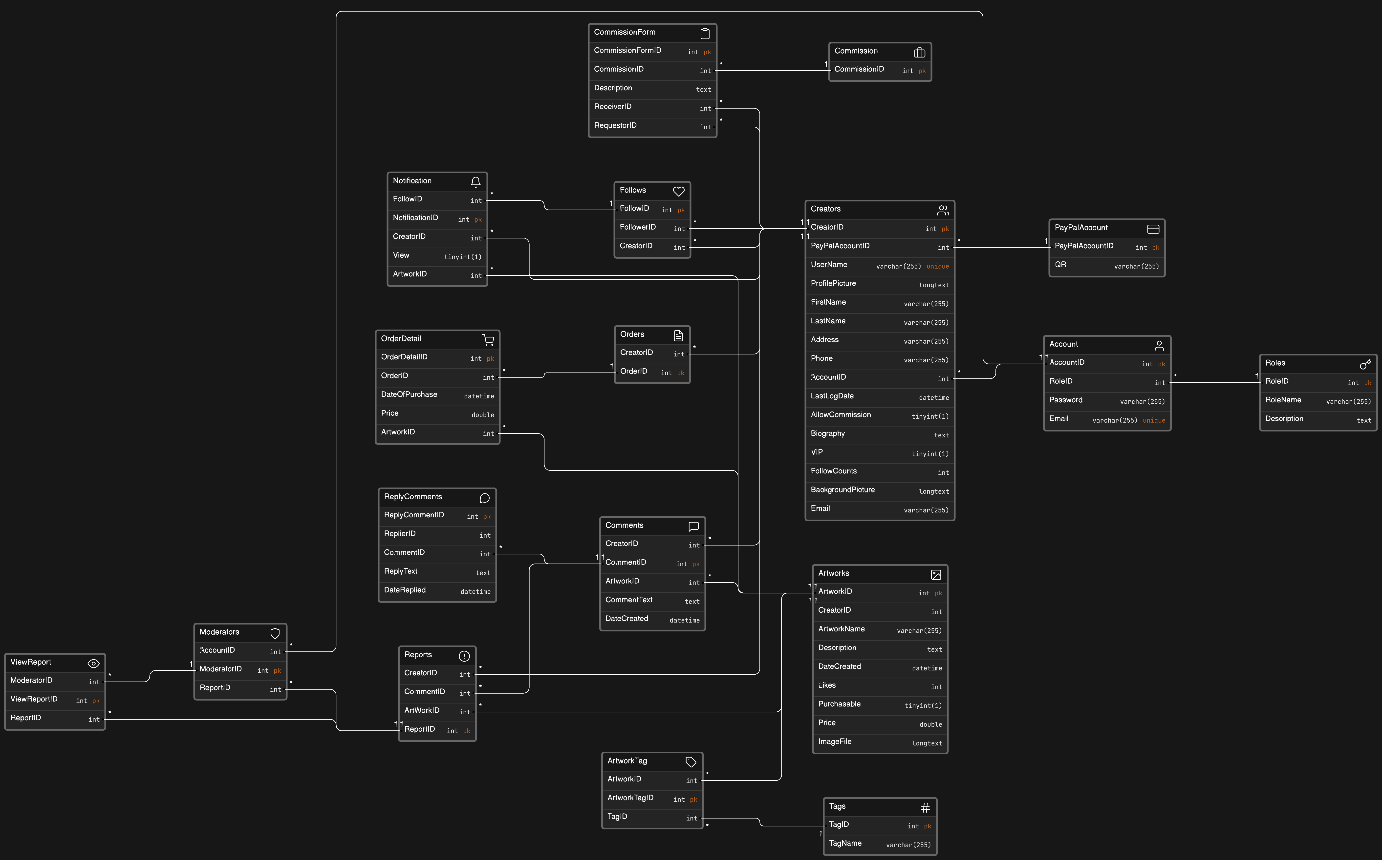 CommissionForm
CommissionFormID int pk
CommissionID int
Description text
ReceiverID int
RequestorID int
Commission
CommissionID int pk
Notification
FollowID int
NotificationID int pk
CreatorID int
View tinyint(1)
ArtworkID int
Follows
FollowID int pk
FollowerID int
CreatorID int
Creators
CreatorID int pk
PayPalAccountID int
UserName varchar(255) unique
ProfilePicture longtext
FirstName varchar(255)
LastName varchar(255)
Address varchar(255)
Phone varchar(255)
AccountID int
LastLogDate datetime
AllowCommission tinyint(1)
Biography text
VIP tinyint(1)
FollowCounts int
BackgroundPicture longtext
Email varchar(255)
PayPalAccount
PayPalAccountID int pk
QR varchar(255)
Account
AccountID int pk
RoleID int
Password varchar(255)
Email varchar(255) unique
Roles
RoleID int pk
RoleName varchar(255)
Description text
OrderDetail
OrderDetailID int pk
OrderID int
DateOfPurchase datetime
Price double
ArtworkID int
Orders
CreatorID int
OrderID int pk
ReplyComments
ReplyCommentID int pk
ReplierID int
CommentID int
ReplyText text
DateReplied datetime
Comments
CreatorID int
CommentID int pk
ArtworkID int
CommentText text
DateCreated datetime
Artworks
ArtworkID int pk
CreatorID int
ArtworkName varchar(255)
Description text
DateCreated datetime
Likes int
Purchasable tinyint(1)
Price double
ImageFile longtext
Moderators
AccountID int
ModeratorID int pk
ReportID int
ViewReport
ModeratorID int
ViewReportID int pk
ReportID int
Reports
CreatorID int
CommentID int
ArtWorkID int
ReportID int pk
ArtworkTag
ArtworkID int
ArtworkTagID int pk
TagID int
Tags
TagID int pk
TagName varchar(255)